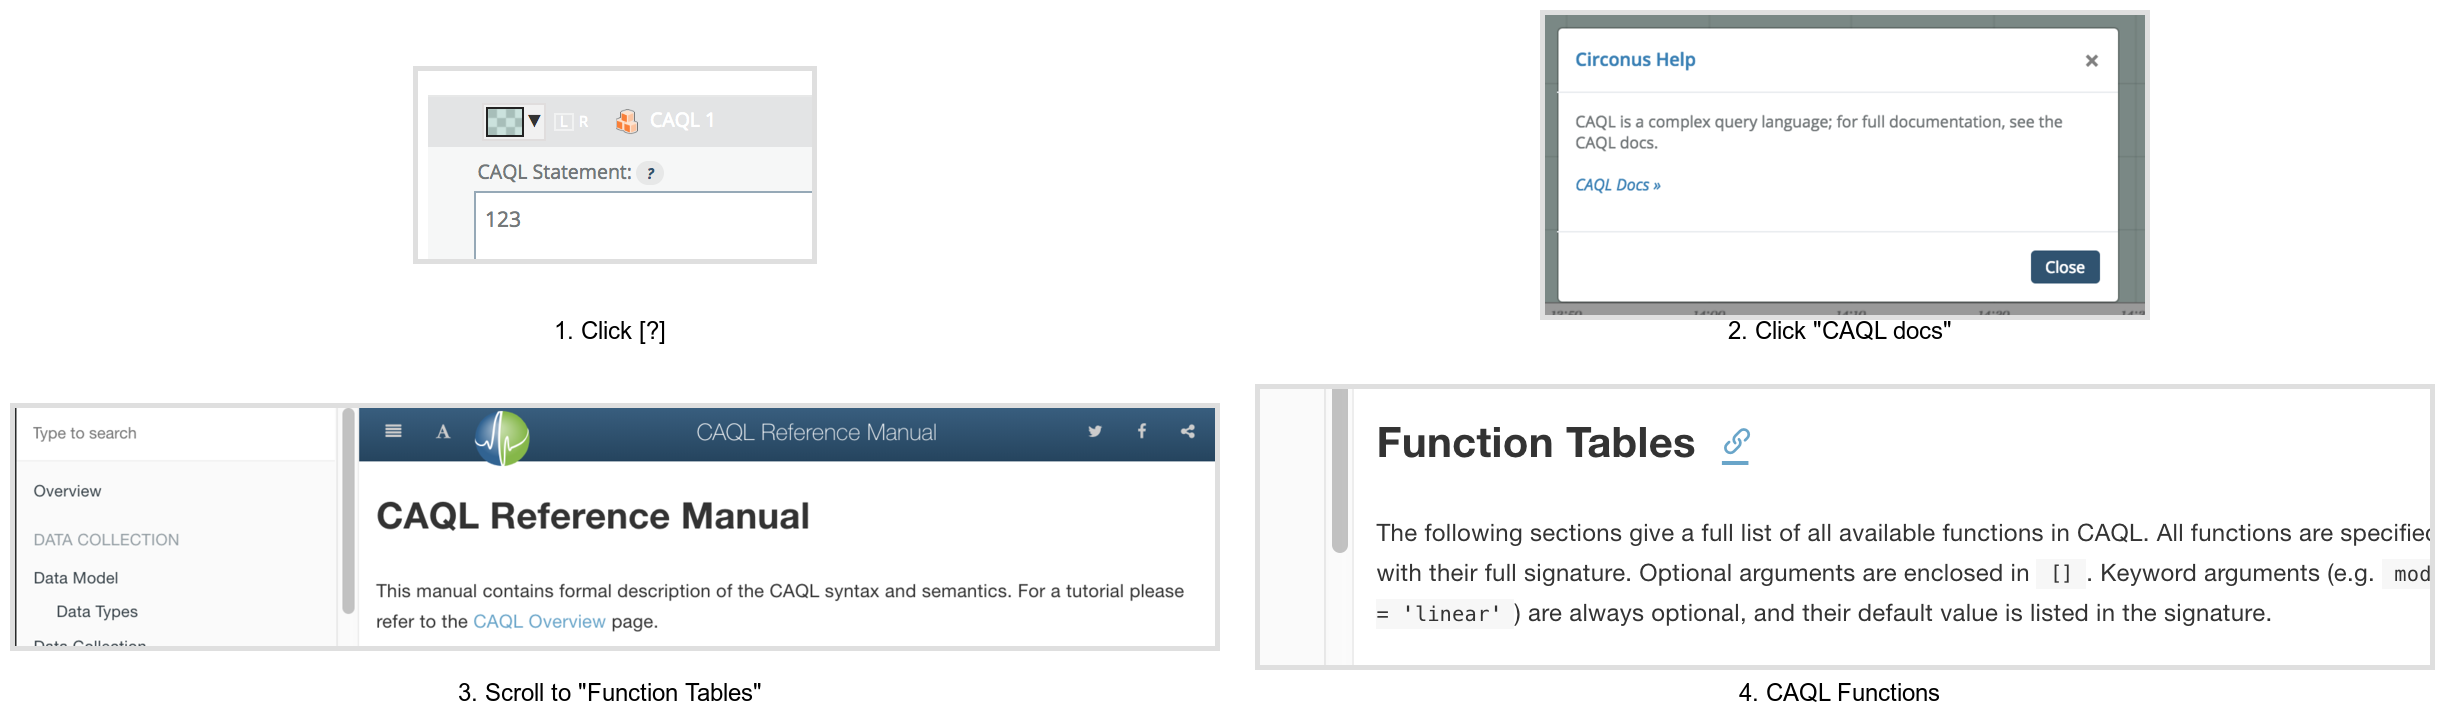 L R CAQL 1
CAQL Statement: ?
123
1. Click [?]
Circonus Help ×
CAQL is a complex query language; for full documentation, see the
CAQL docs.
CAQL Docs »
Close
2. Click "CAQL docs"
Type to search
Overview
DATA COLLECTION
Data Model
Data Types
Data Collection
A CAQL Reference Manual
CAQL Reference Manual
This manual contains formal description of the CAQL syntax and semantics. For a tutorial please
refer to the CAQL Overview page.
3. Scroll to "Function Tables"
Function Tables
The following sections give a full list of all available functions in CAQL. All functions are specified
with their full signature. Optional arguments are enclosed in [] . Keyword arguments (e.g. mod
= 'linear' ) are always optional, and their default value is listed in the signature.
4. CAQL Functions